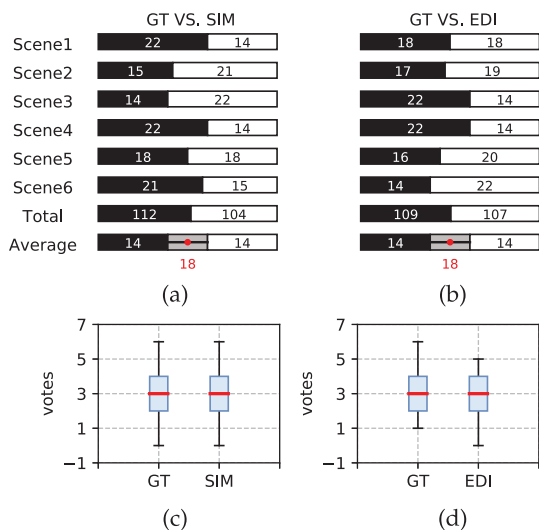 GT VS. SIM GT VS. EDI
Scene1 22 14 18 18
Scene2 15 21 17 19
Scene3 14 22 22 14
Scene4 22 14 22 14
Scene5 18 18 16 20
Scene6 21 15 14 22
Total 112 104 109 107
Average 14 14 14 14
18 18
(a) (b)
7 7
5 5
votes 3 votes 3
1 1
−1 −1
GT SIM GT EDI
(c) (d)